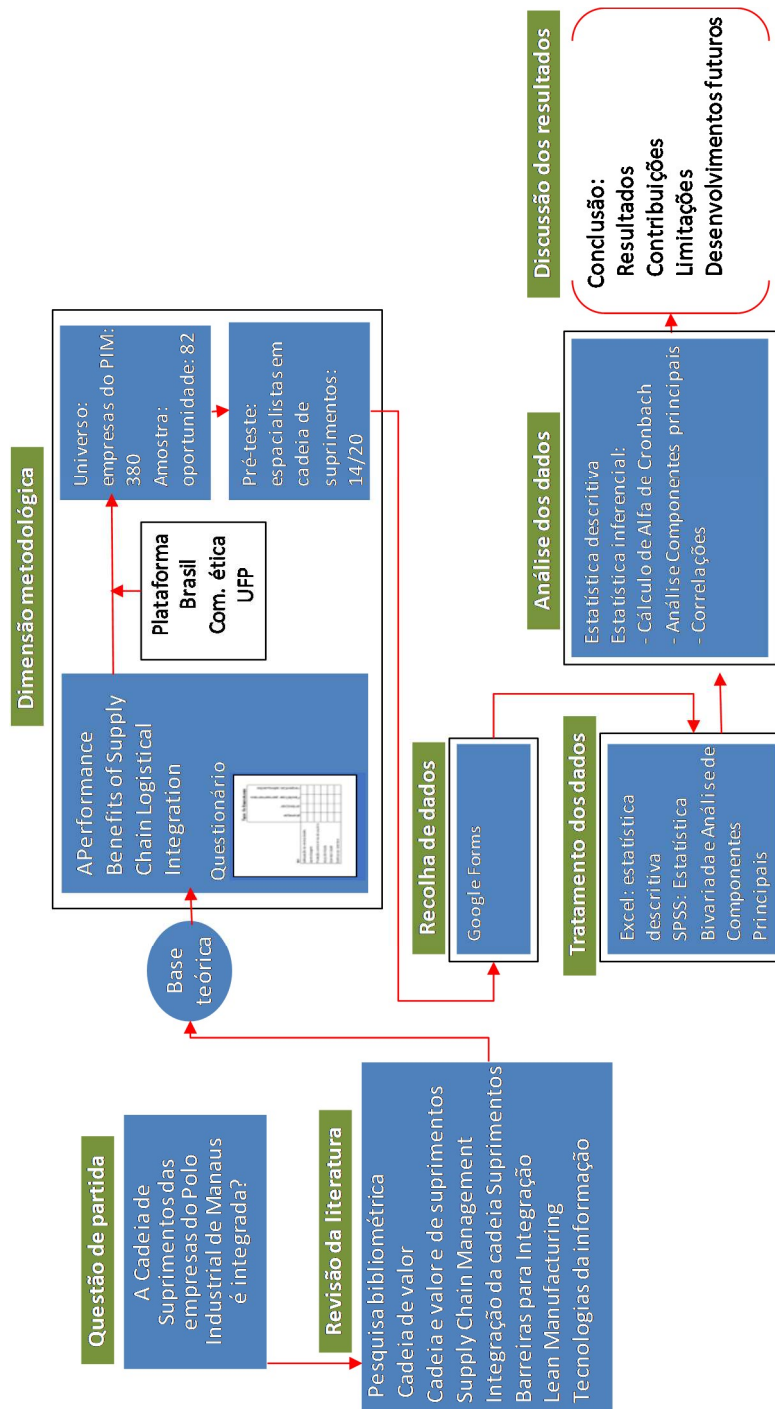 Questão de partida
A Cadeia de
Suprimentos das
empresas do Polo
Industrial de Manaus
é integrada?
Revisão da literatura
Pesquisa bibliométrica
Cadeia de valor
Cadeia e valor e de suprimentos
Supply Chain Management
Integração da cadeia Suprimentos
Barreiras para Integração
Lean Manufacturing
Tecnologias da informação
Base
teórica
Dimensão metodológica
APerformance
Benefits of Supply
Chain Logistical
Integration
Questionário
Plataforma
Brasil
Com. ética
UFP
Universo:
empresas do PIM:
380
Amostra:
oportunidade: 82
Pré-teste:
espacialistas em
cadeia de
suprimentos:
14/20
Recolha de dados
Google Forms
Tratamento dos dados
Excel: estatística
descritiva
SPSS: Estatística
Bivariada e Análise de
Componentes
Principais
Análise dos dados
Estatística descritiva
Estatística inferencial:
- Cálculo de Alfa de Cronbach
- Análise Componentes principais
- Correlações
Discussão dos resultados
Conclusão:
Resultados
Contribuições
Limitações
Desenvolvimentos futuros